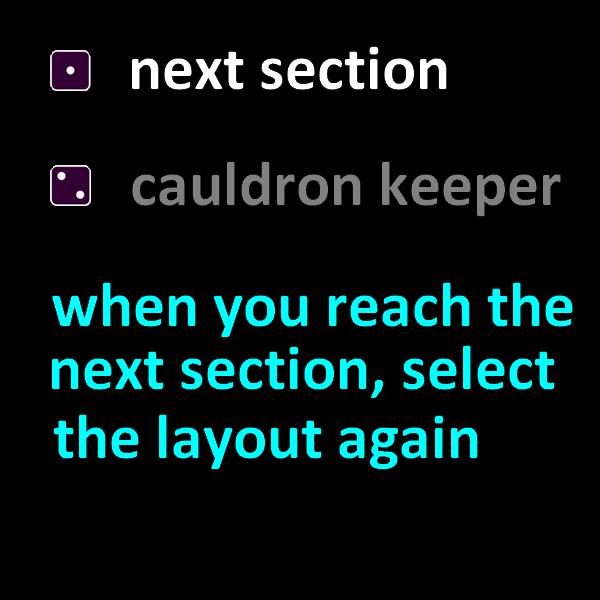 next section
cauldron keeper
when you reach the
next section, select
the layout again